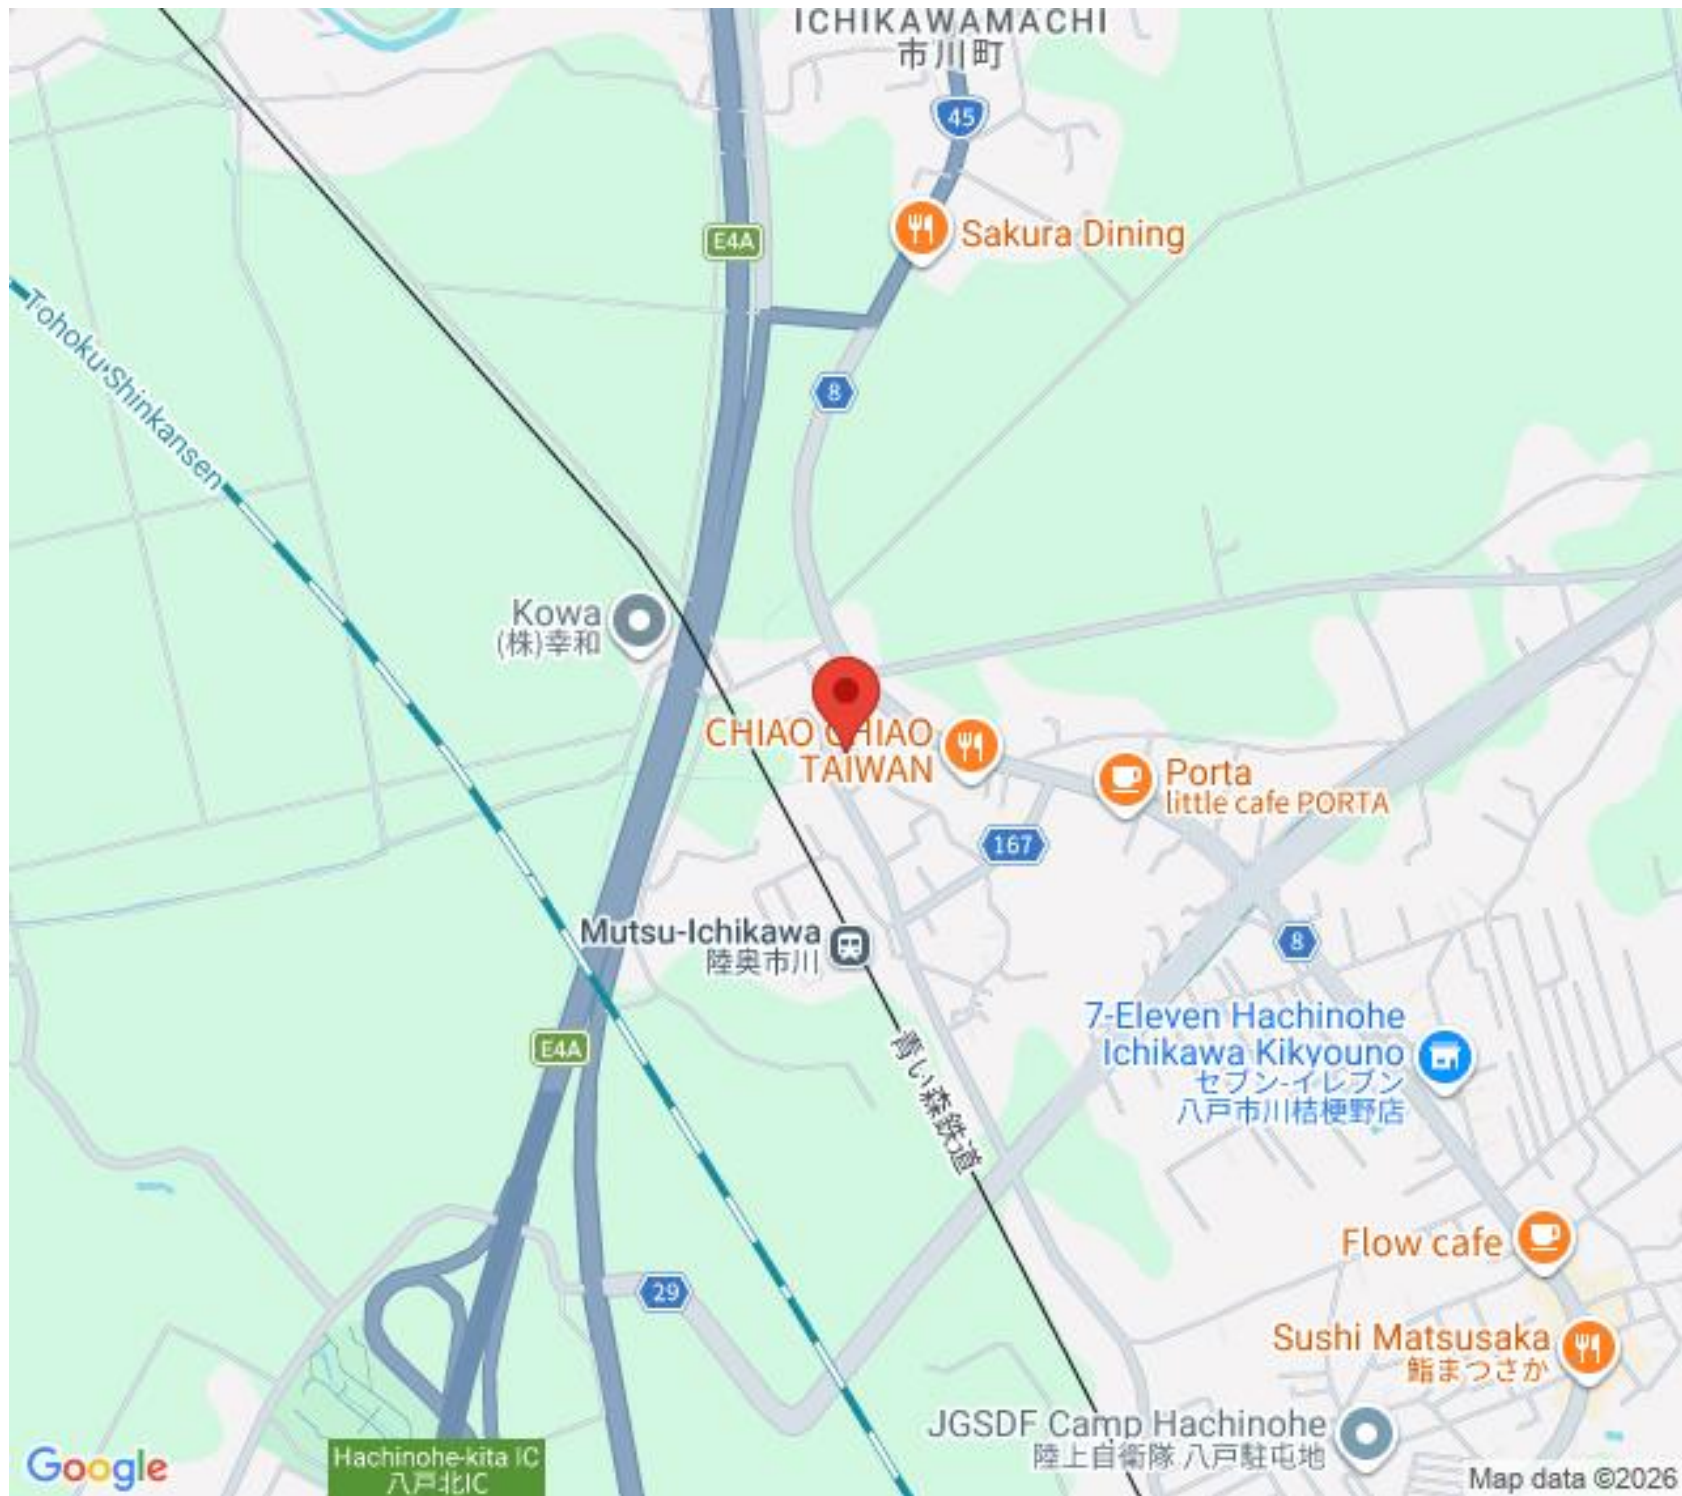 ICHIKAWAMACHI
市川町
45
E4A
Sakura Dining
Tohoku Shinkansen
8
Kowa
(株)幸和
CHIAO CHIAO
TAIWAN
Porta
little cafe PORTA
167
Mutsu-Ichikawa
陸奥市川
8
7-Eleven Hachinohe
Ichikawa Kikyouno
セブン-イレブン
八戸市川桔梗野店
E4A
青い森鉄道
Flow cafe
29
Sushi Matsusaka
鮨まつさか
JGSDF Camp Hachinohe
陸上自衛隊 八戸駐屯地
Hachinohe-kita IC
八戸北IC
Google
Map data ©2026